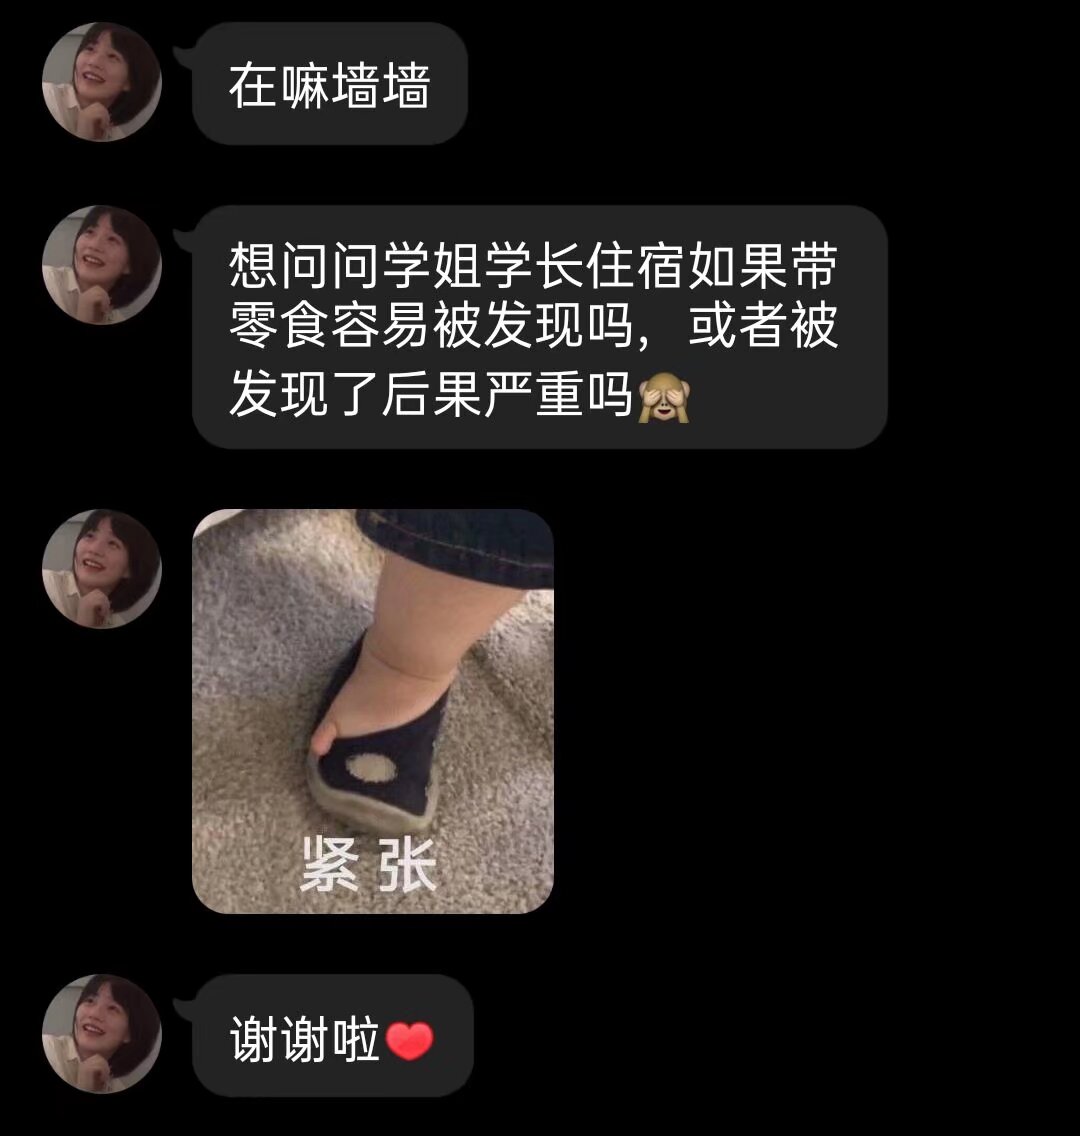 在嘛墙墙
想问问学姐学长住宿如果带
零食容易被发现吗，或者被
发现了后果严重吗🙈
紧张
谢谢啦❤️